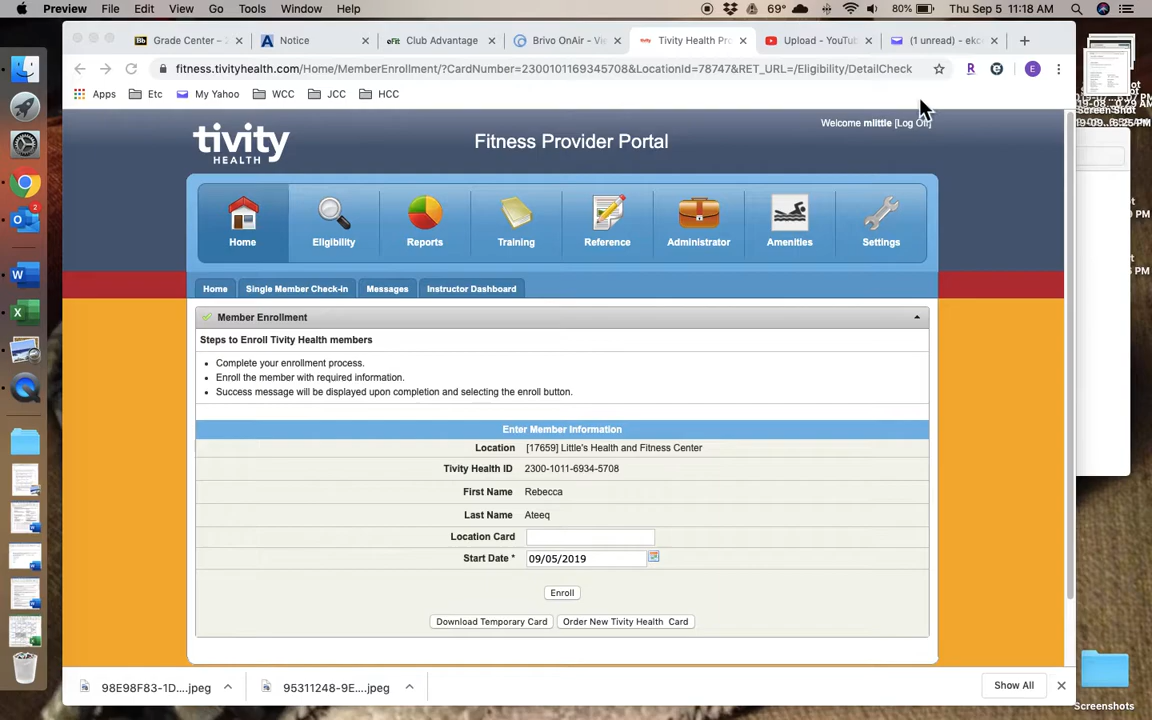 Preview File Edit View Go Tools Window Help 69° 80% Thu Sep 5 11:18 AM
Grade Center - Notice Club Advantage Brivo OnAir - Vie Tivity Health Pro Upload - YouTub (1 unread) - ekc
fitness.tivityhealth.com/Home/MemberEnrollment/?CardNumber=2300101169345708&LocationId=78747&RET_URL=/Eligibility/DetailCheck
Apps Etc My Yahoo WCC JCC HCC
Welcome mlittle [Log Off]
tivity
HEALTH
Fitness Provider Portal
Home Eligibility Reports Training Reference Administrator Amenities Settings
Home Single Member Check-in Messages Instructor Dashboard
Member Enrollment
Steps to Enroll Tivity Health members
Complete your enrollment process.
Enroll the member with required information.
Success message will be displayed upon completion and selecting the enroll button.
Enter Member Information
Location [17659] Little's Health and Fitness Center
Tivity Health ID 2300-1011-6934-5708
First Name Rebecca
Last Name Ateeq
Location Card
Start Date * 09/05/2019
Enroll
Download Temporary Card Order New Tivity Health Card
98E98F83-1D....jpeg 95311248-9E....jpeg Show All
Screenshots